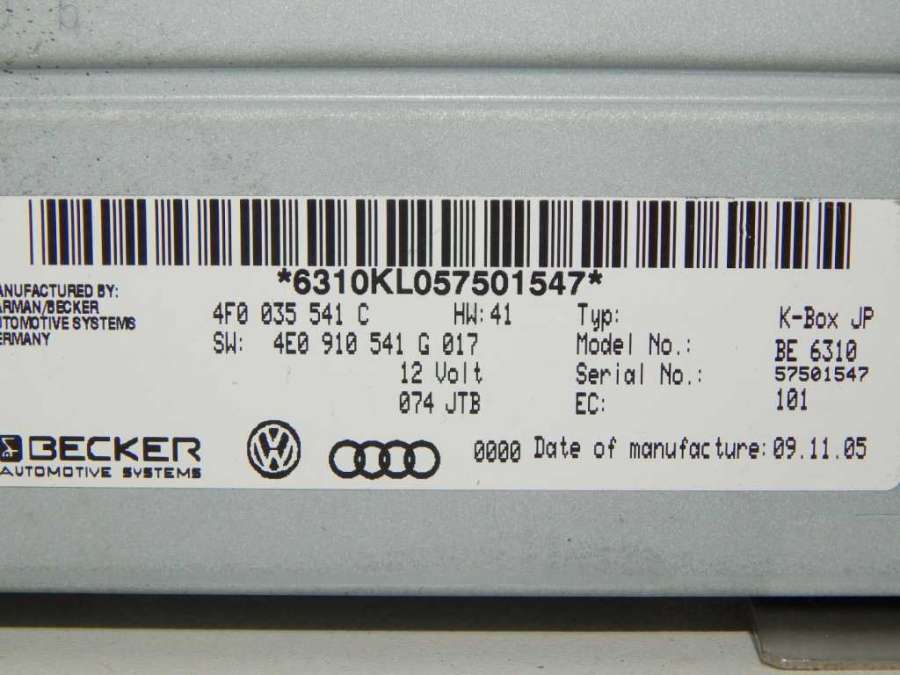 *6310KL057501547*
ANUFACTURED BY:
ARMAN/BECKER
UTOMOTIVE SYSTEMS
ERMANY
4F0 035 541 C HW:41 Typ: K-Box JP
SW: 4E0 910 541 G 017 Model No.: BE 6310
12 Volt Serial No.: 57501547
074 JTB EC: 101
BECKER
AUTOMOTIVE SYSTEMS
0000 Date of manufacture: 09.11.05